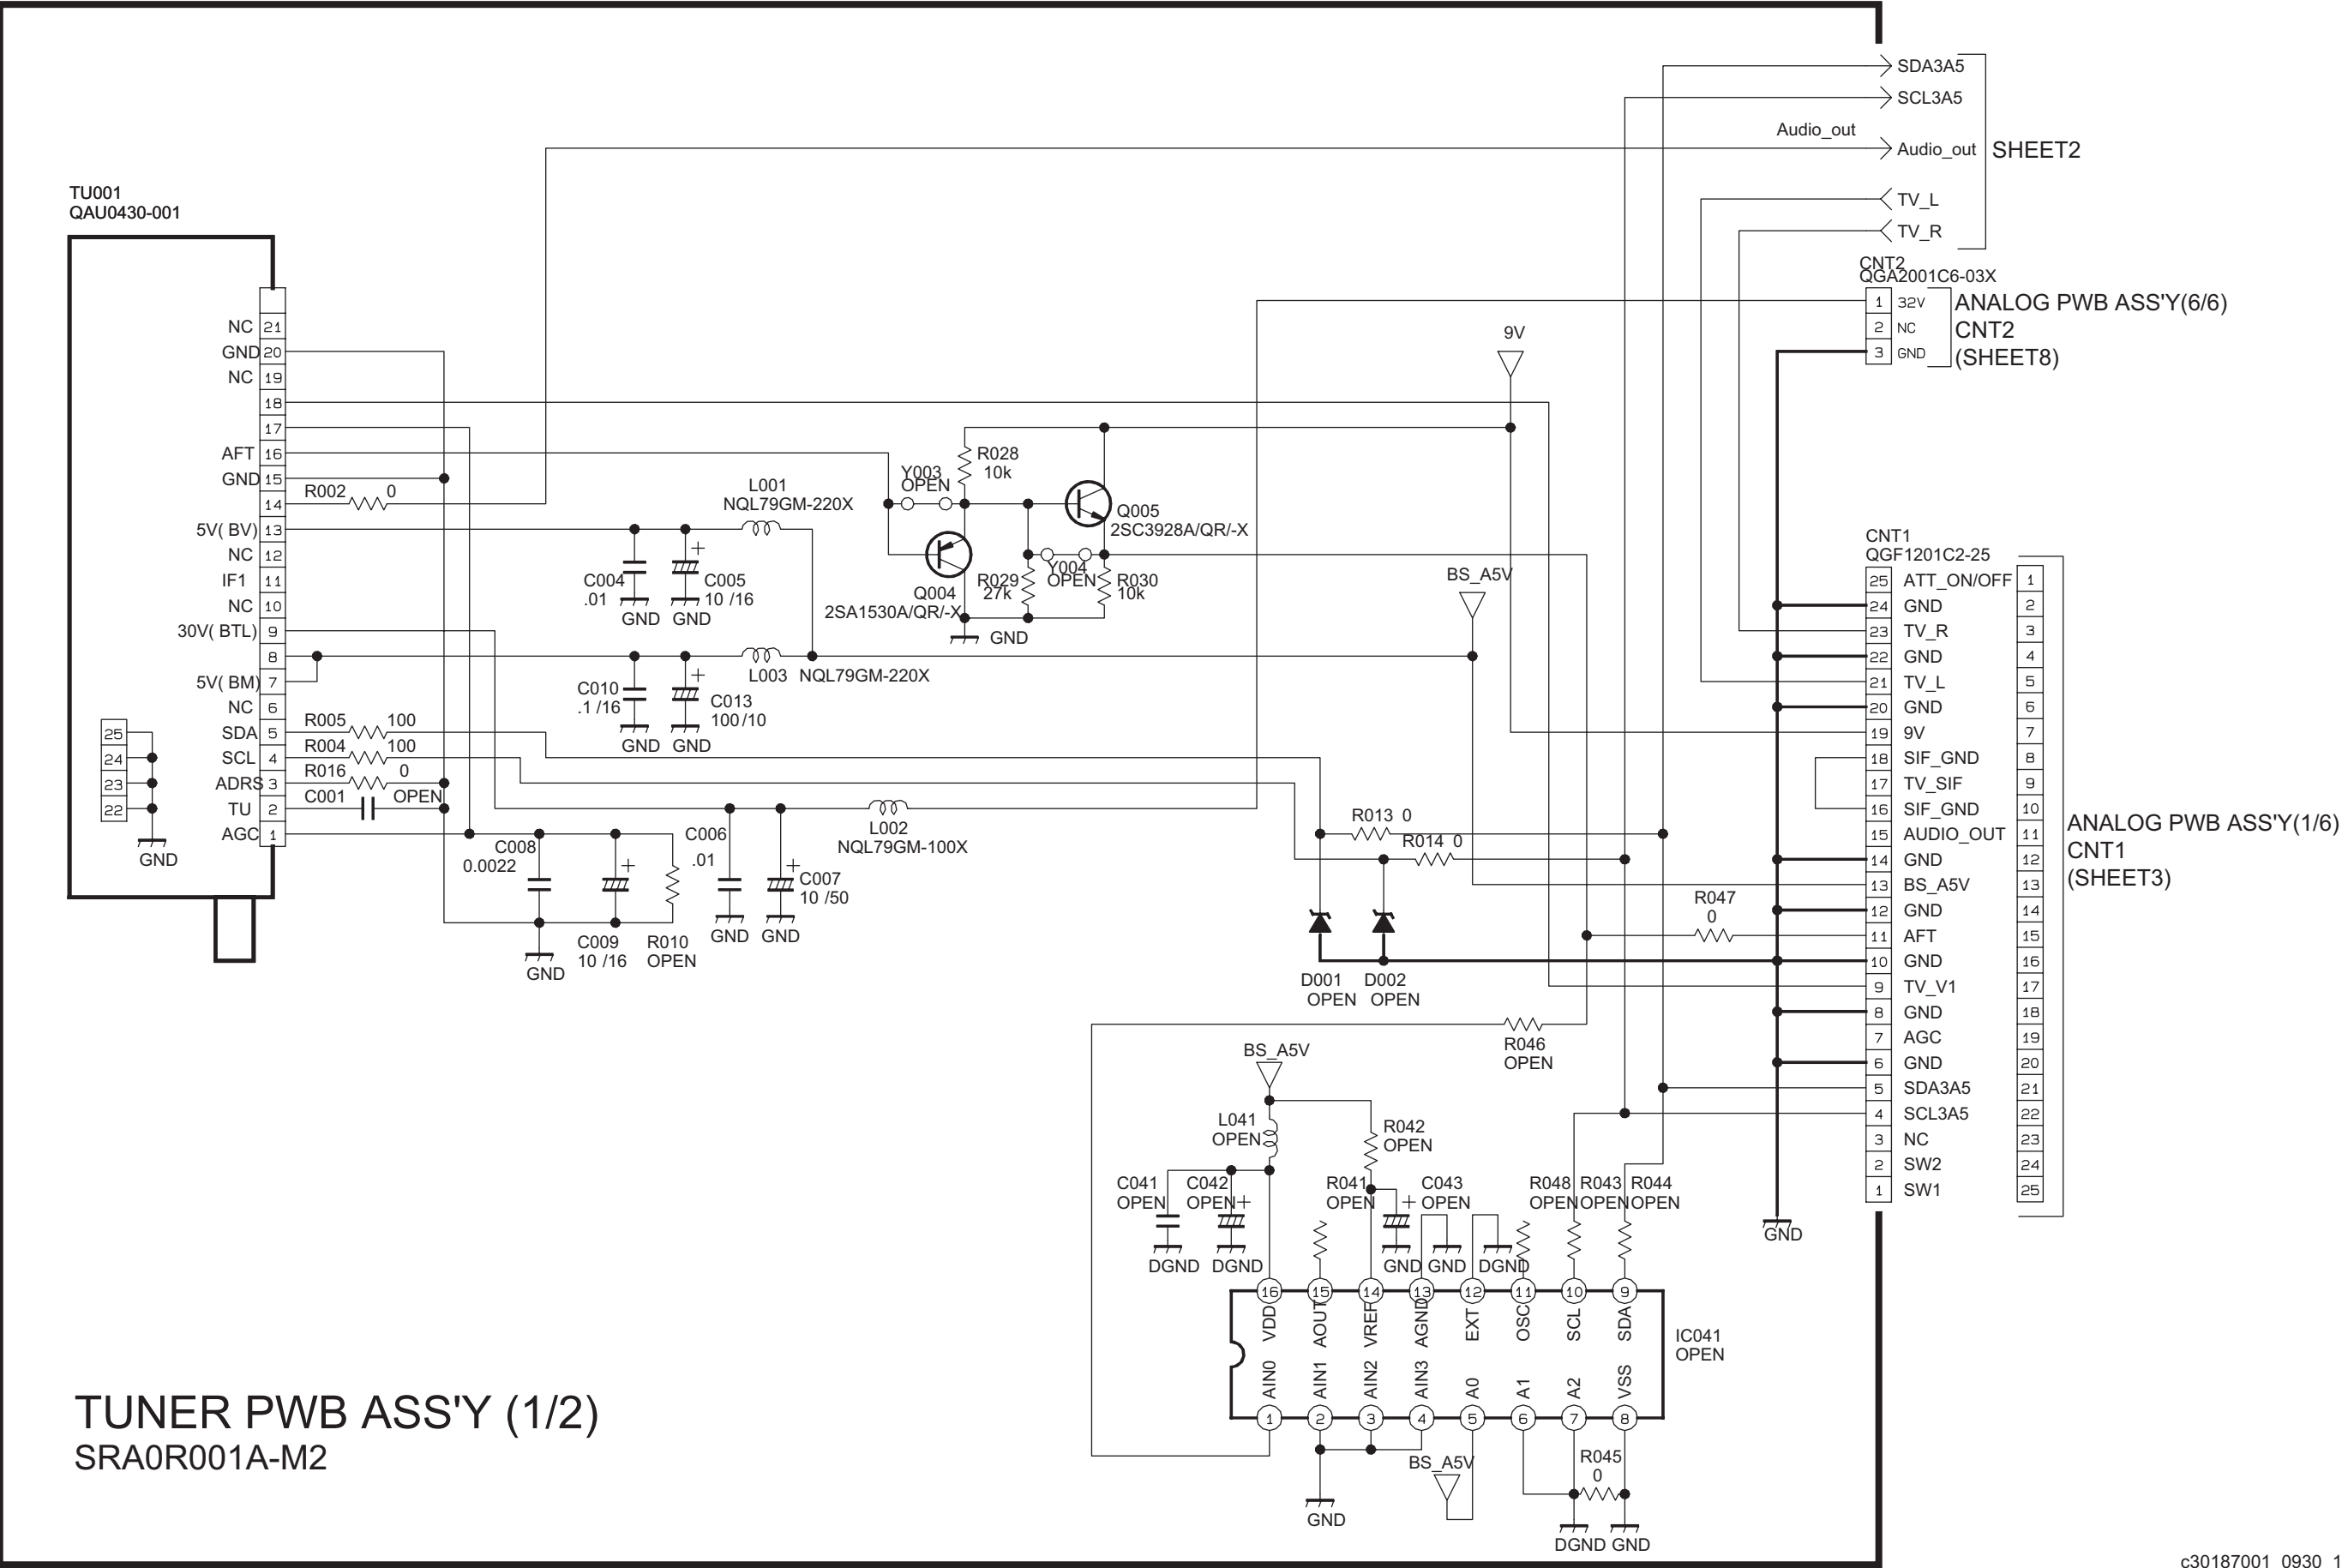 SDA3A5
SCL3A5
Audio_out
Audio_out
SHEET2
TV_L
TV_R
TU001
QAU0430-001
CNT2
QGA2001C6-03X
1 32V
2 NC
3 GND
ANALOG PWB ASS'Y(6/6)
CNT2
(SHEET8)
9V
NC 21
GND 20
NC 19
18
17
AFT 16
GND 15
14
5V( BV) 13
NC 12
IF1 11
NC 10
30V( BTL) 9
8
5V( BM) 7
NC 6
SDA 5
SCL 4
ADRS 3
TU 2
AGC 1
25
24
23
22
GND
R002 0
R005 100
R004 100
R016 0
C001 OPEN
L001
NQL79GM-220X
C004
.01
GND
C005
10 /16
GND
+
L003 NQL79GM-220X
C010
.1 /16
GND
C013
100 /10
GND
+
Y003
OPEN
R028
10k
Q005
2SC3928A/QR/-X
Q004
2SA1530A/QR/-X
R029
27k
Y004
OPEN
R030
10k
GND
BS_A5V
C008
0.0022
GND
+
C009
10 /16
R010
OPEN
C006
.01
GND
+
C007
10 /50
GND
L002
NQL79GM-100X
R013 0
R014 0
D001
OPEN
D002
OPEN
R047
0
R046
OPEN
CNT1
QGF1201C2-25
25 ATT_ON/OFF 1
24 GND 2
23 TV_R 3
22 GND 4
21 TV_L 5
20 GND 6
19 9V 7
18 SIF_GND 8
17 TV_SIF 9
16 SIF_GND 10
15 AUDIO_OUT 11
14 GND 12
13 BS_A5V 13
12 GND 14
11 AFT 15
10 GND 16
9 TV_V1 17
8 GND 18
7 AGC 19
6 GND 20
5 SDA3A5 21
4 SCL3A5 22
3 NC 23
2 SW2 24
1 SW1 25
GND
ANALOG PWB ASS'Y(1/6)
CNT1
(SHEET3)
BS_A5V
L041
OPEN
R042
OPEN
C041
OPEN
DGND
C042
OPEN
+
DGND
R041
OPEN
+
GND
C043
OPEN
GND
DGND
R048
OPEN
R043
OPEN
R044
OPEN
16 15 14 13 12 11 10 9
VDD AOUT VREF AGND EXT OSC SCL SDA
IC041
OPEN
AIN0 AIN1 AIN2 AIN3 A0 A1 A2 VSS
1 2 3 4 5 6 7 8
GND
BS_A5V
R045
0
DGND GND
TUNER PWB ASS'Y (1/2)
SRA0R001A-M2
c30187001_0930_1